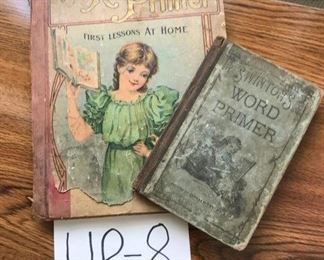 Primer
FIRST LESSONS AT HOME
SWINTON'S
WORD
PRIMER
UP-8